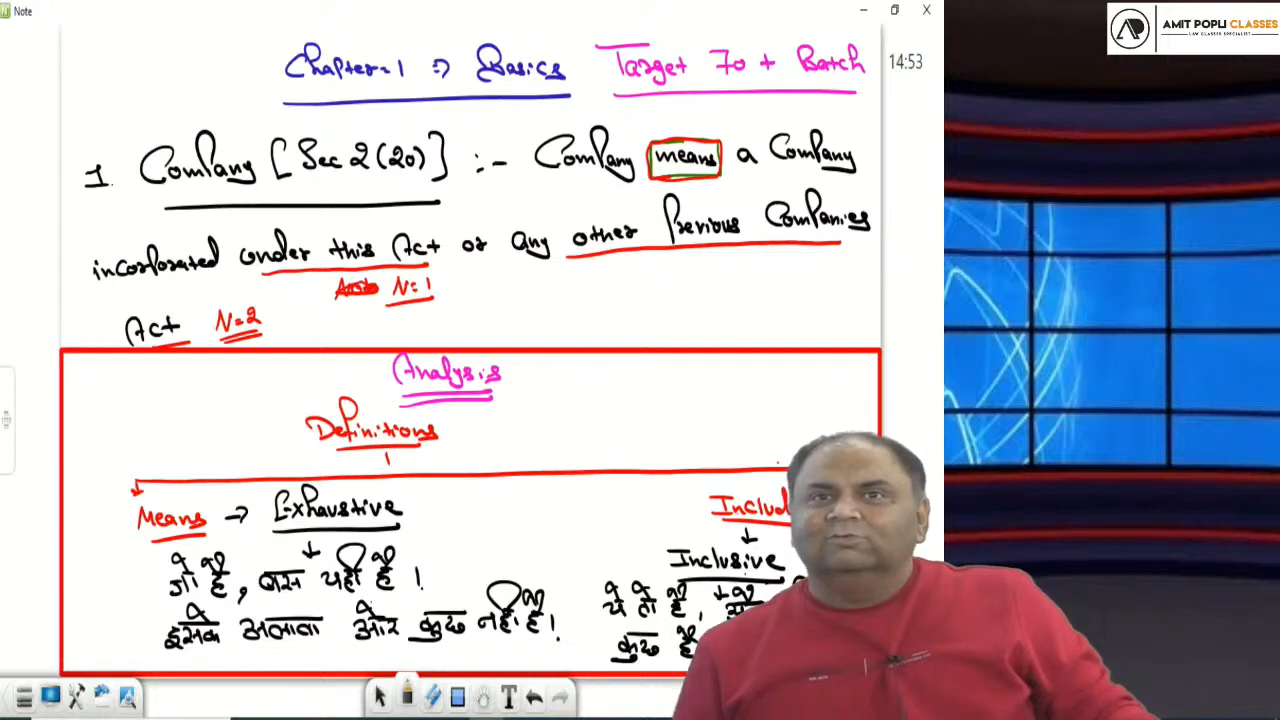 Note
AMIT POPLI CLASSES
LAW CLASSES SPECIALIST
14:53
Chapter-1 => Basics Target 70 + Batch
1. Company [Sec 2(20)] :- Company means a Company
incorporated under this Act or any other Previous Companies
N=1
Act N=2
Analysis
Definitions
Means → Exhaustive
Includ
Inclusive
जो है, बस यही है !
इसके अलावा और कुछ नहीं है !
ये तो है,
कुछ